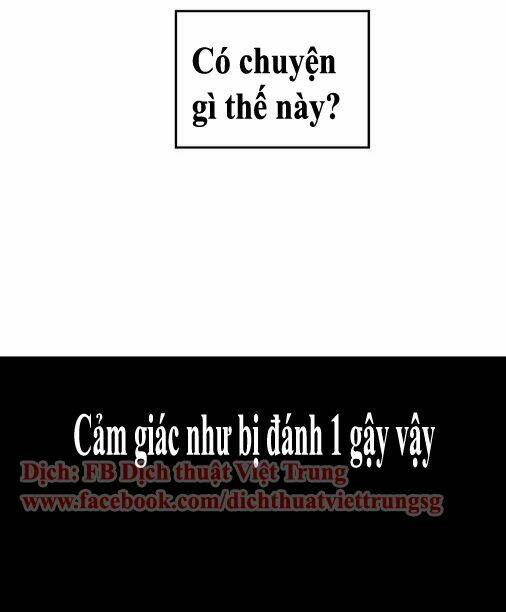 Có chuyện
gì thế này?
Cảm giác như bị đánh 1 gậy vậy
Dịch: FB Dịch thuật Việt Trung
www.facebook.com/dichthuatviettrungsg